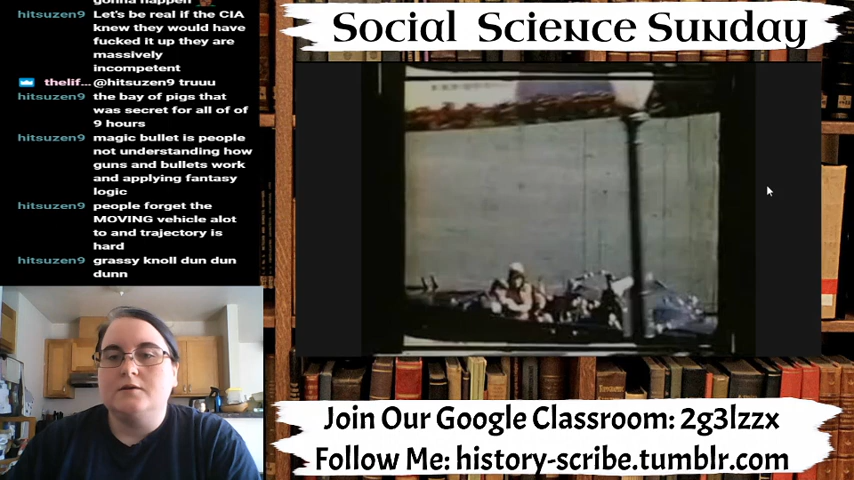 gonna happen
hitsuzen9 Let's be real if the CIA
knew they would have
fucked it up they are
massively
incompetent
thelif... @hitsuzen9 truuu
hitsuzen9 the bay of pigs that
was secret for all of of
9 hours
hitsuzen9 magic bullet is people
not understanding how
guns and bullets work
and applying fantasy
logic
hitsuzen9 people forget the
MOVING vehicle alot
to and trajectory is
hard
hitsuzen9 grassy knoll dun dun
dunn
Social Science Sunday
Join Our Google Classroom: 2g3lzzx
Follow Me: history-scribe.tumblr.com